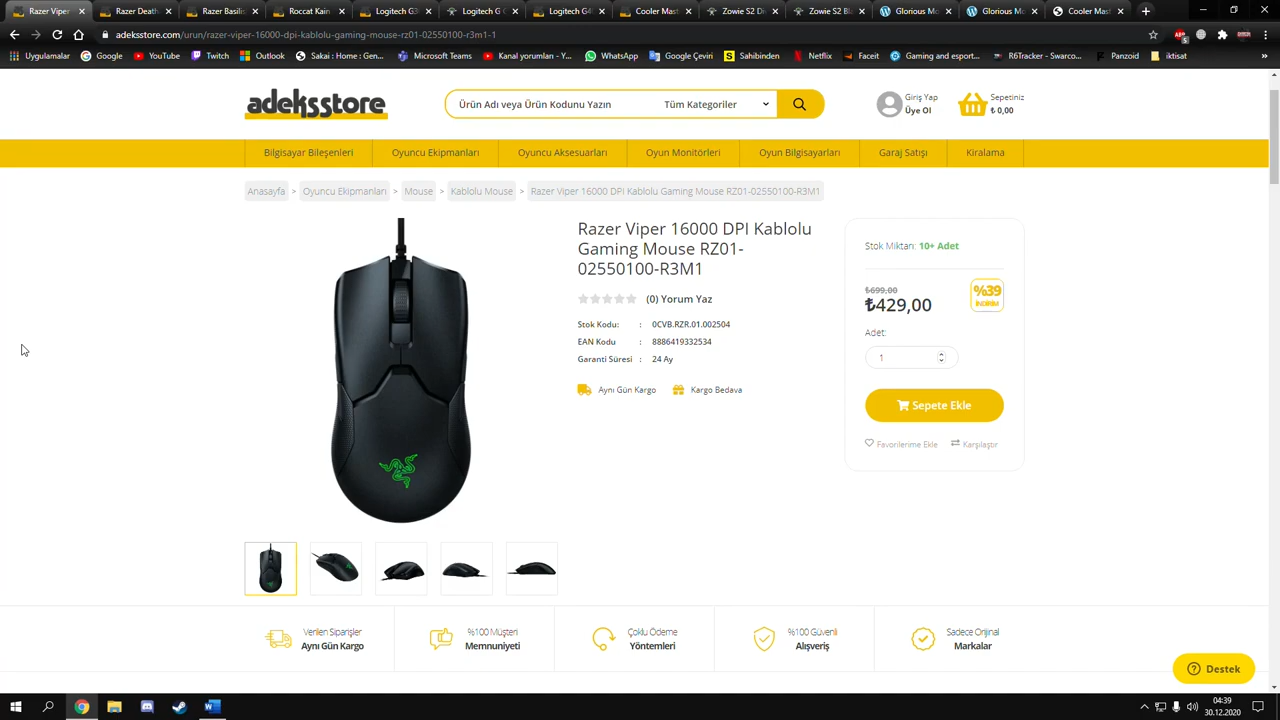 Razer Viper
Razer Death
Razer Basili
Roccat Kain
Logitech G3
Logitech G
Logitech G4
Cooler Mast
Zowie S2 Di
Zowie S2 Bl
Glorious Mo
Glorious Mo
Cooler Mast
adeksstore.com/urun/razer-viper-16000-dpi-kablolu-gaming-mouse-rz01-02550100-r3m1-1
Uygulamalar
Google
YouTube
Twitch
Outlook
Sakai : Home : Gen...
Microsoft Teams
Kanal yorumları - Y...
WhatsApp
Google Çeviri
Sahibinden
Netflix
Faceit
Gaming and esport...
R6Tracker - Swarco...
Panzoid
iktisat
adeksstore
Ürün Adı veya Ürün Kodunu Yazın
Tüm Kategoriler
Giriş Yap
Üye Ol
Sepetiniz
₺ 0,00
Bilgisayar Bileşenleri
Oyuncu Ekipmanları
Oyuncu Aksesuarları
Oyun Monitörleri
Oyun Bilgisayarları
Garaj Satışı
Kiralama
Anasayfa > Oyuncu Ekipmanları > Mouse > Kablolu Mouse > Razer Viper 16000 DPI Kablolu Gaming Mouse RZ01-02550100-R3M1
Razer Viper 16000 DPI Kablolu
Gaming Mouse RZ01-
02550100-R3M1
(0) Yorum Yaz
Stok Kodu: : 0CVB.RZR.01.002504
EAN Kodu : 8886419332534
Garanti Süresi : 24 Ay
Aynı Gün Kargo
Kargo Bedava
Stok Miktarı: 10+ Adet
₺699,00
₺429,00
%39
İNDİRİM
Adet:
1
Sepete Ekle
Favorilerime Ekle
Karşılaştır
Verilen Siparişler
Aynı Gün Kargo
%100 Müşteri
Memnuniyeti
Çoklu Ödeme
Yöntemleri
%100 Güvenli
Alışveriş
Sadece Orijinal
Markalar
Destek
04:39
30.12.2020